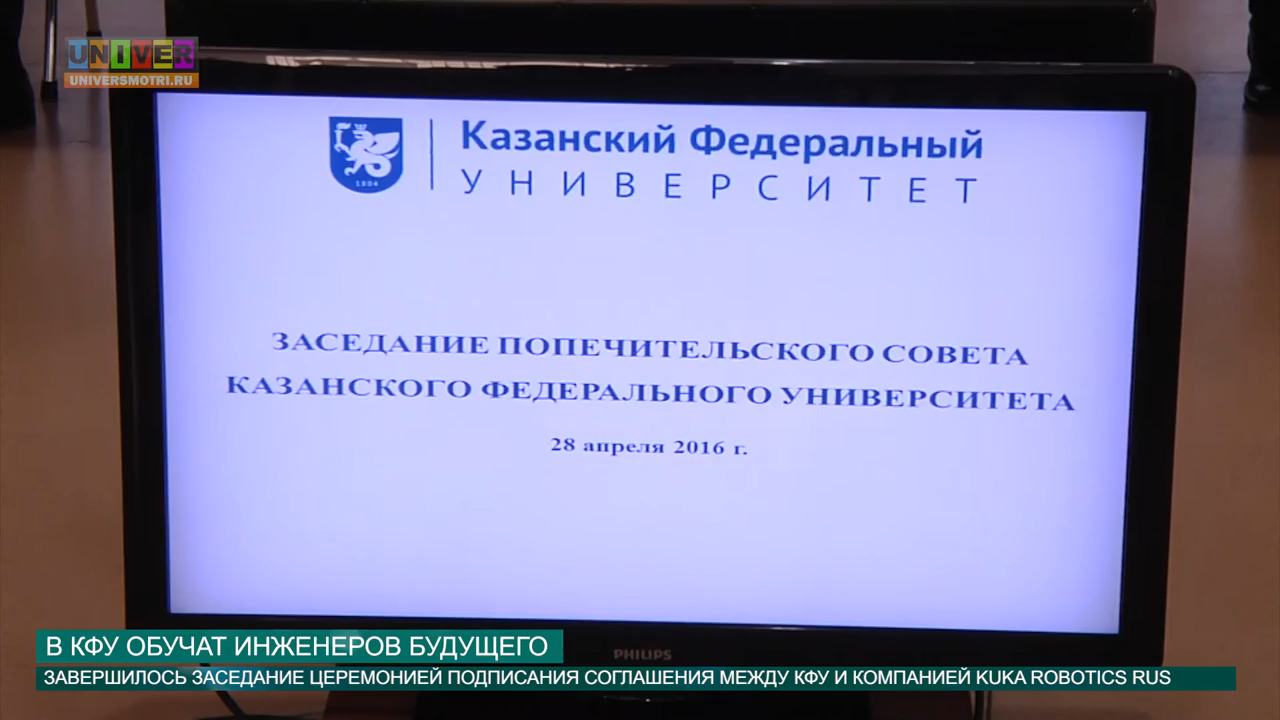 UNIVER
UNIVERSMOTRI.RU
Казанский Федеральный
УНИВЕРСИТЕТ
1804
ЗАСЕДАНИЕ ПОПЕЧИТЕЛЬСКОГО СОВЕТА
КАЗАНСКОГО ФЕДЕРАЛЬНОГО УНИВЕРСИТЕТА
28 апреля 2016 г.
В КФУ ОБУЧАТ ИНЖЕНЕРОВ БУДУЩЕГО
PHILIPS
ЗАВЕРШИЛОСЬ ЗАСЕДАНИЕ ЦЕРЕМОНИЕЙ ПОДПИСАНИЯ СОГЛАШЕНИЯ МЕЖДУ КФУ И КОМПАНИЕЙ KUKA ROBOTICS RUS